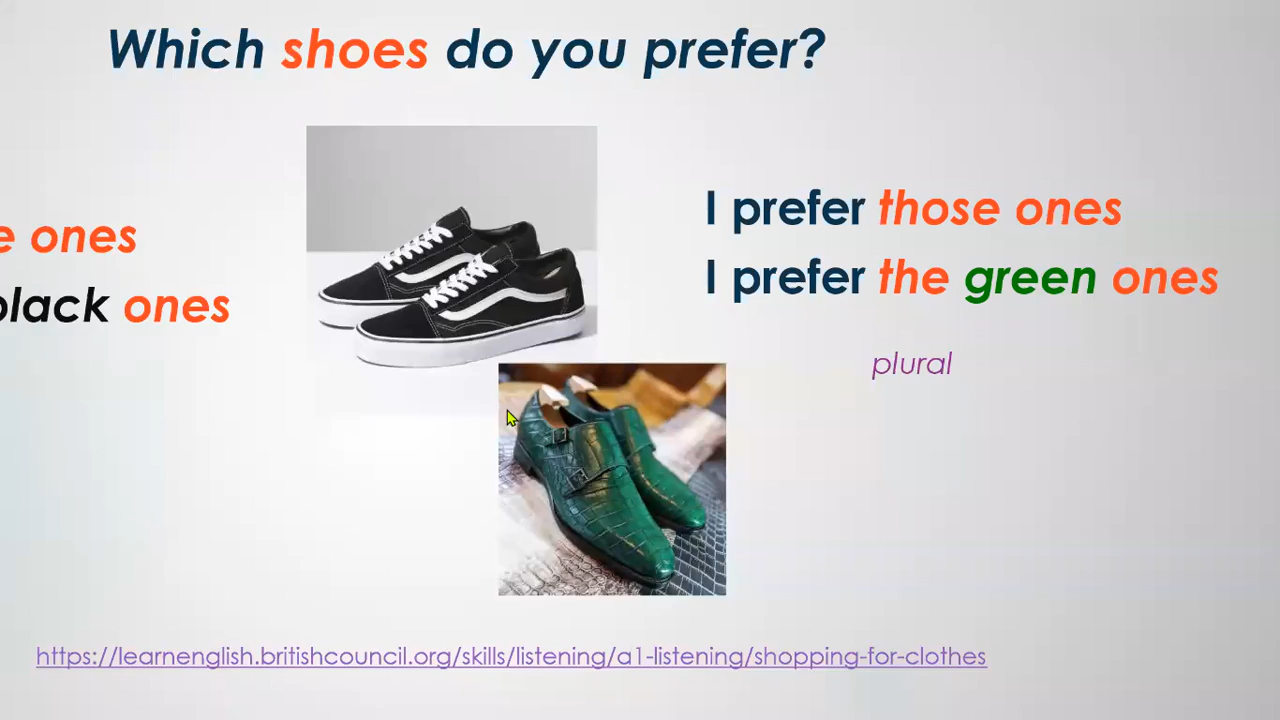 Which shoes do you prefer?
ones
black ones
I prefer those ones
I prefer the green ones
plural
https://learnenglish.britishcouncil.org/skills/listening/a1-listening/shopping-for-clothes